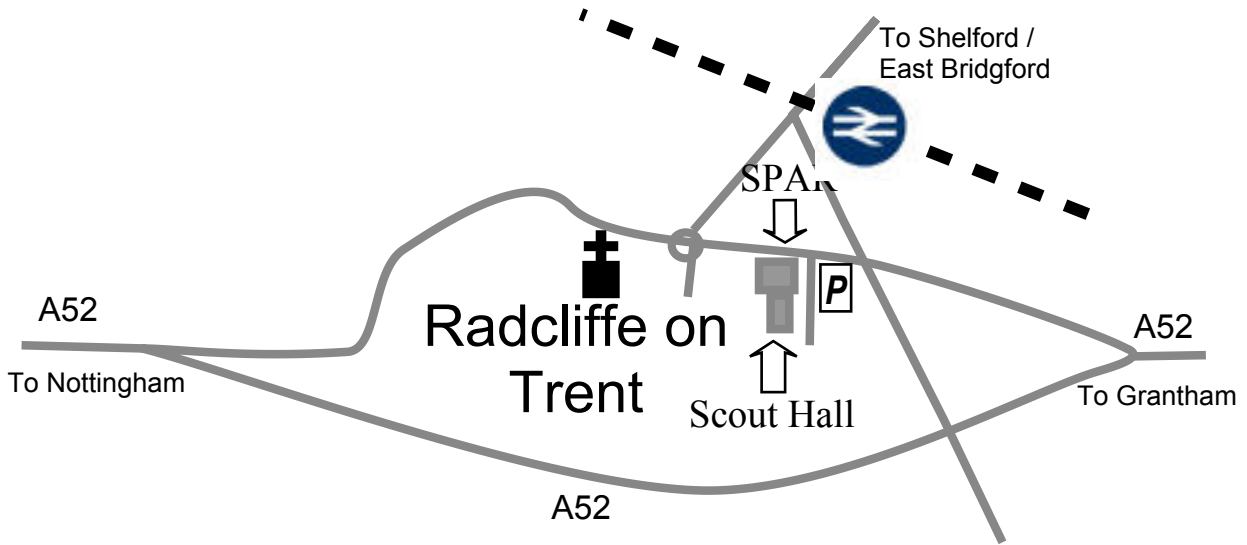 To Shelford /
East Bridgford
SPAR
P
A52
To Nottingham
Radcliffe on
Trent
Scout Hall
A52
To Grantham
A52